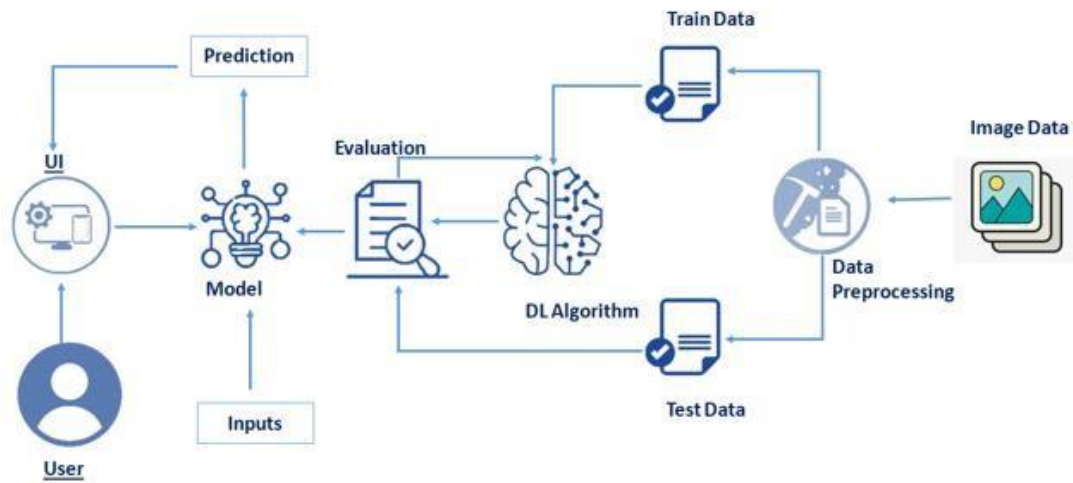 Train Data
Prediction
Image Data
Evaluation
UI
Model
Data
Preprocessing
DL Algorithm
Test Data
Inputs
User